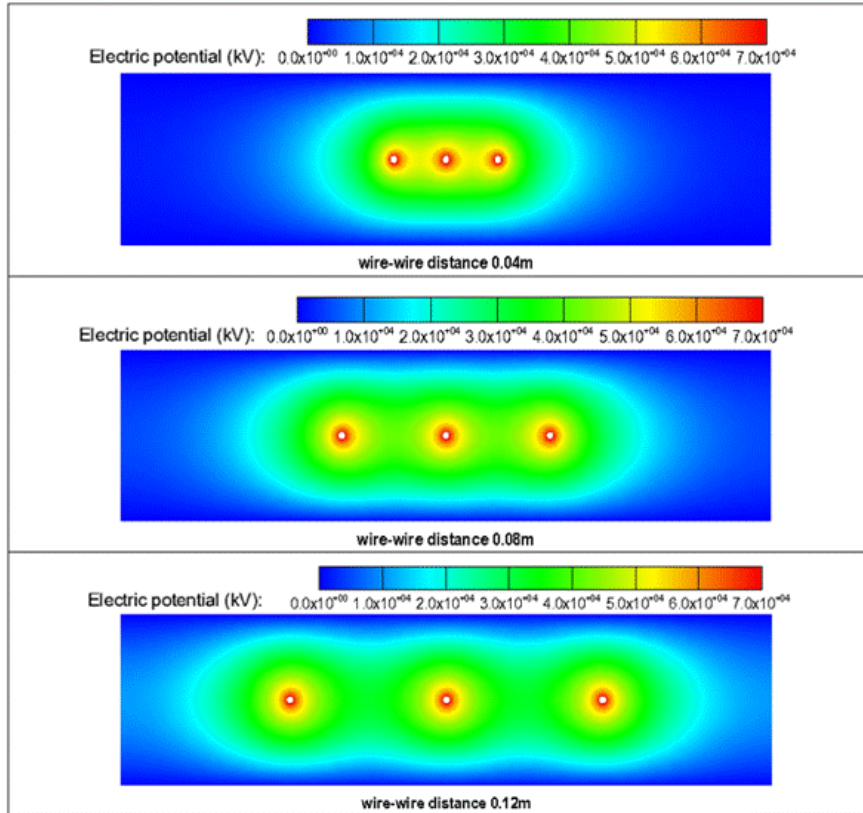 Electric potential (kV): 0.0x10⁺⁰⁰ 1.0x10⁺⁰⁴ 2.0x10⁺⁰⁴ 3.0x10⁺⁰⁴ 4.0x10⁺⁰⁴ 5.0x10⁺⁰⁴ 6.0x10⁺⁰⁴ 7.0x10⁺⁰⁴
wire-wire distance 0.04m
Electric potential (kV): 0.0x10⁺⁰⁰ 1.0x10⁺⁰⁴ 2.0x10⁺⁰⁴ 3.0x10⁺⁰⁴ 4.0x10⁺⁰⁴ 5.0x10⁺⁰⁴ 6.0x10⁺⁰⁴ 7.0x10⁺⁰⁴
wire-wire distance 0.08m
Electric potential (kV): 0.0x10⁺⁰⁰ 1.0x10⁺⁰⁴ 2.0x10⁺⁰⁴ 3.0x10⁺⁰⁴ 4.0x10⁺⁰⁴ 5.0x10⁺⁰⁴ 6.0x10⁺⁰⁴ 7.0x10⁺⁰⁴
wire-wire distance 0.12m